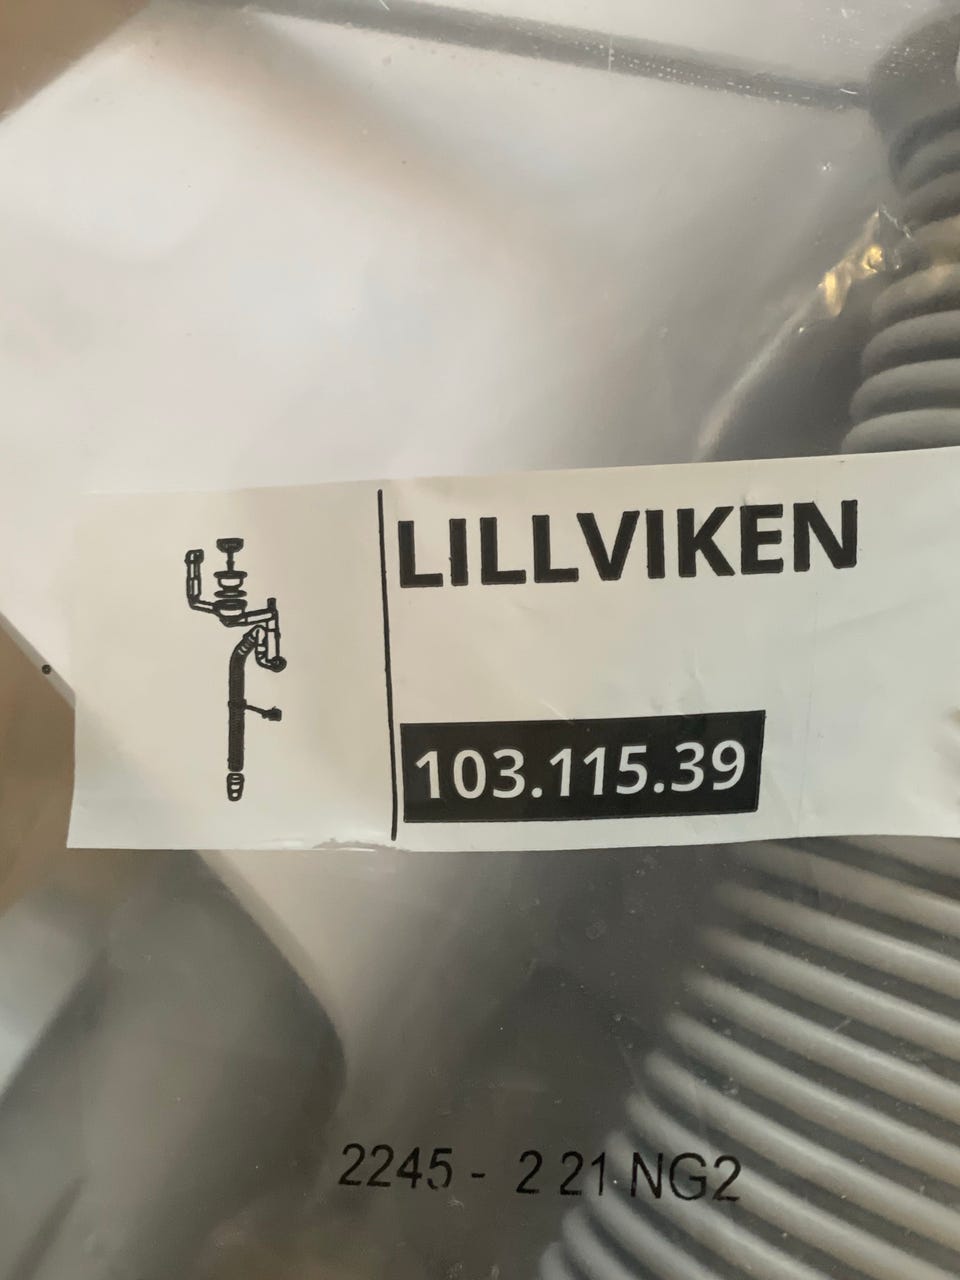 LILLVIKEN
103.115.39
2245 - 2 21 NG2